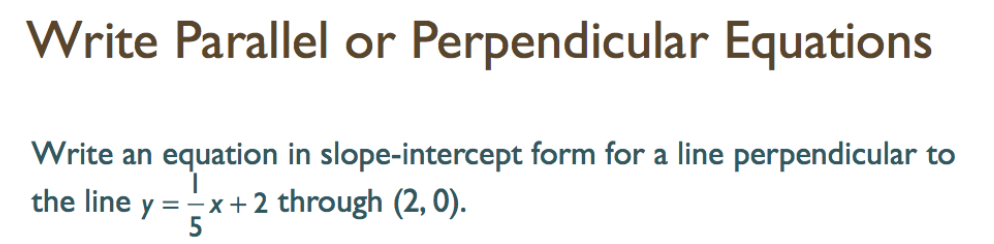 Write Parallel or Perpendicular Equations
Write an equation in slope-intercept form for a line perpendicular to
the line y = 1/5 x + 2 through (2, 0).